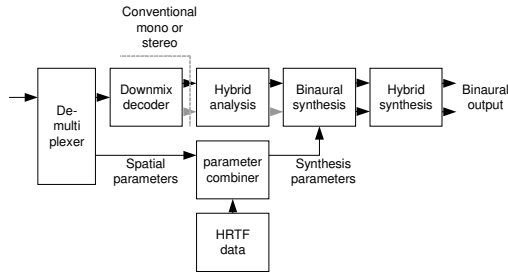 Conventional
mono or
stereo
De-
multi
plexer
Downmix
decoder
Hybrid
analysis
Binaural
synthesis
Hybrid
synthesis
Binaural
output
Spatial
parameters
parameter
combiner
Synthesis
parameters
HRTF
data